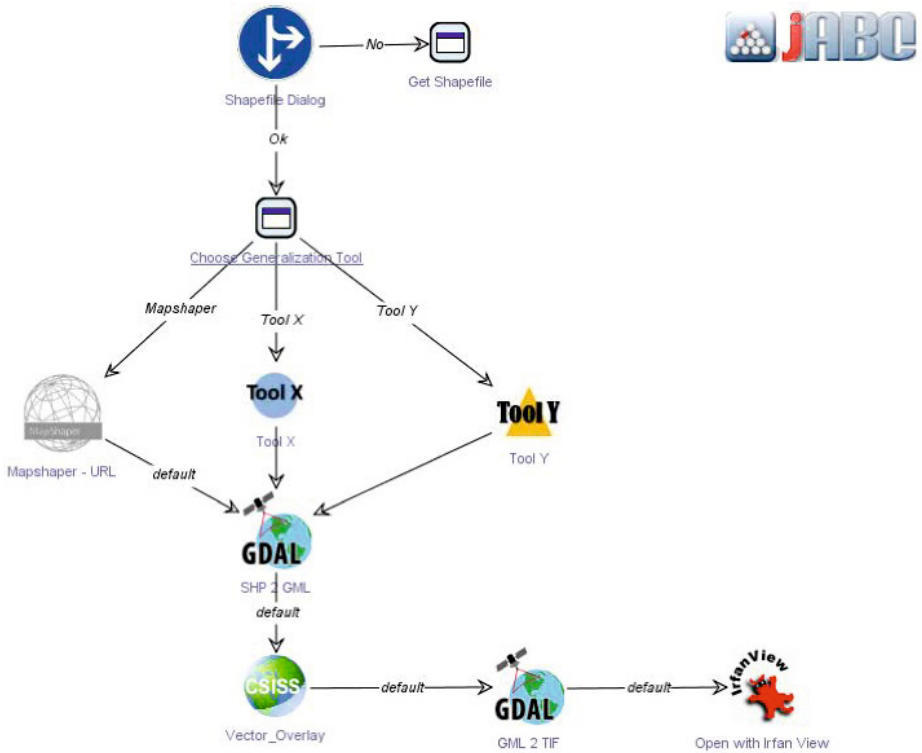 jABC
No
Get Shapefile
Shapefile Dialog
Ok
Choose Generalization Tool
Mapshaper
Tool X
Tool Y
MapShaper
Tool X
Tool Y
Mapshaper - URL
Tool X
Tool Y
default
GDAL
SHP 2 GML
default
CSISS
default
GDAL
default
IrfanView
Vector_Overlay
GML 2 TIF
Open with Irfan View